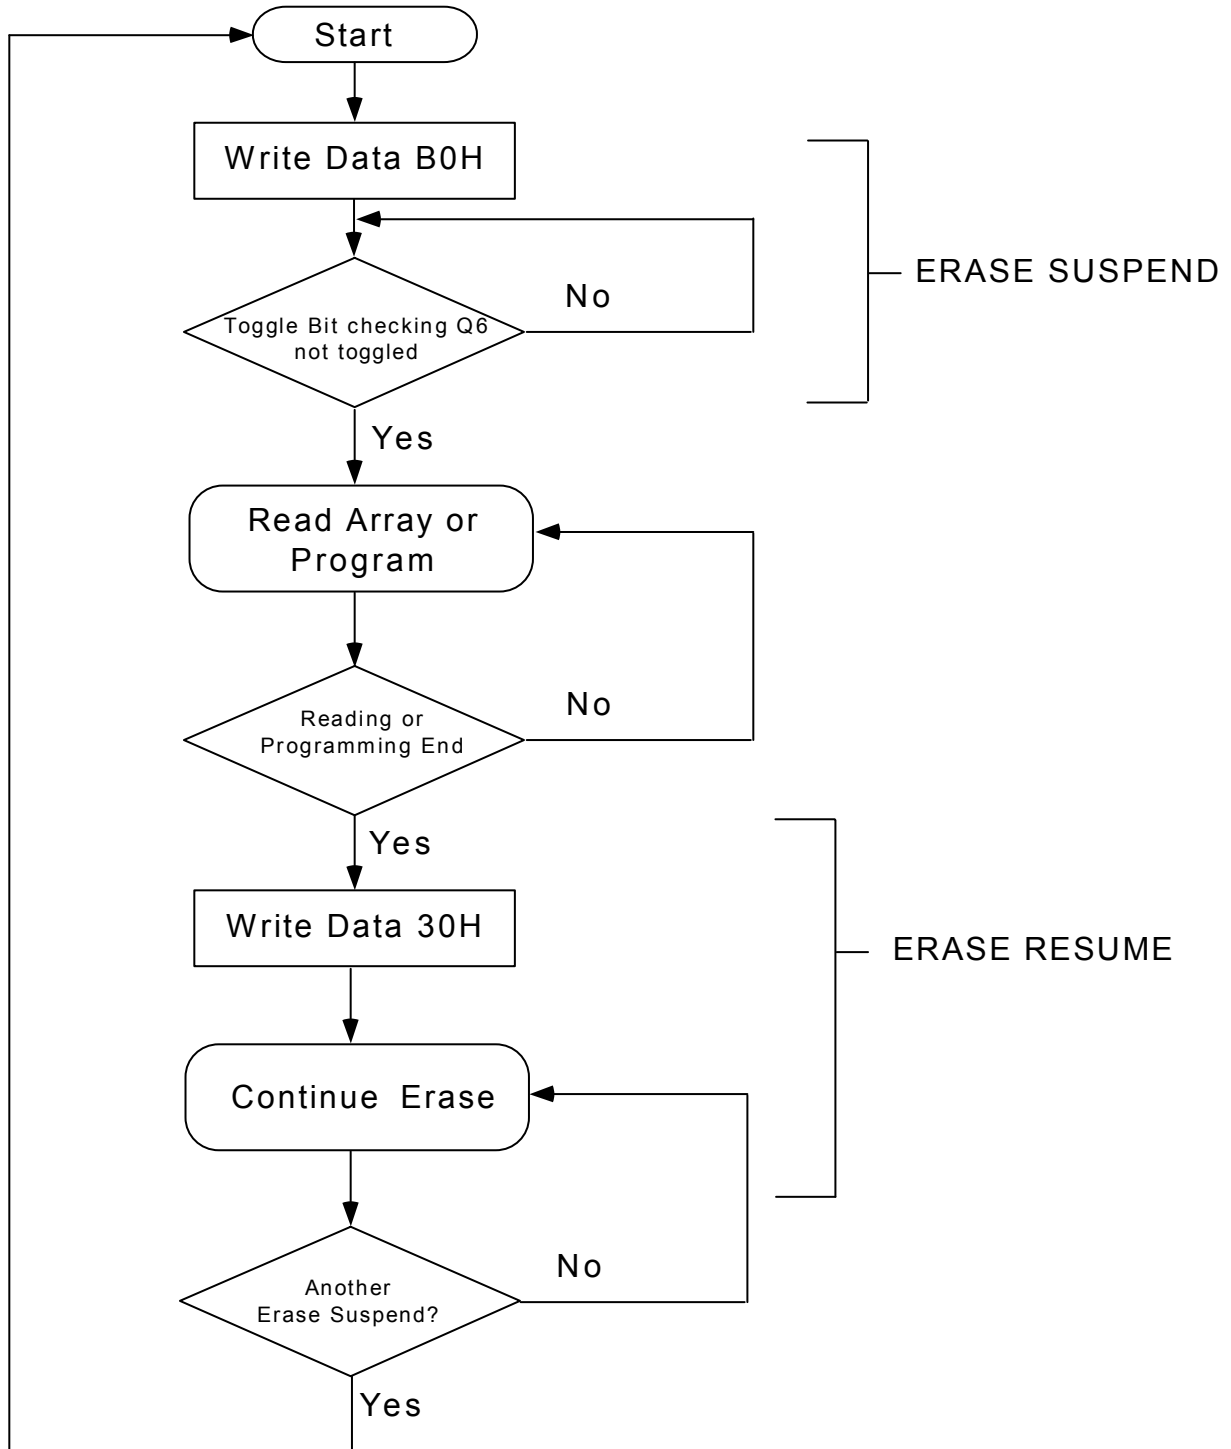 Start
Write Data B0H
ERASE SUSPEND
No
Toggle Bit checking Q6
not toggled
Yes
Read Array or
Program
No
Reading or
Programming End
Yes
Write Data 30H
ERASE RESUME
Continue Erase
No
Another
Erase Suspend?
Yes